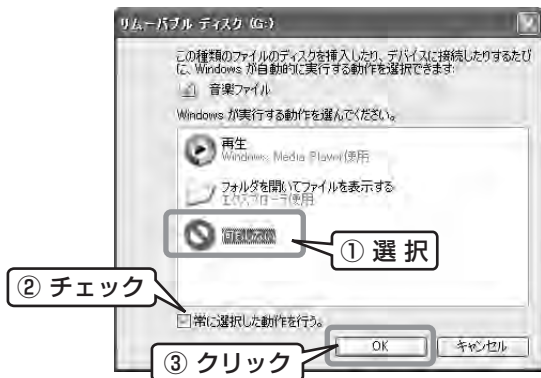 リムーバブル ディスク (G:)
この種類のファイルのディスクを挿入したり、デバイスに接続したりするたび
に、Windows が自動的に実行する動作を選択できます:
音楽ファイル
Windows が実行する動作を選んでください。
再生
Windows Media Player 使用
フォルダを開いてファイルを表示する
エクスプローラ使用
① 選 択
② チェック
常に選択した動作を行う。
③ クリック
OK
キャンセル